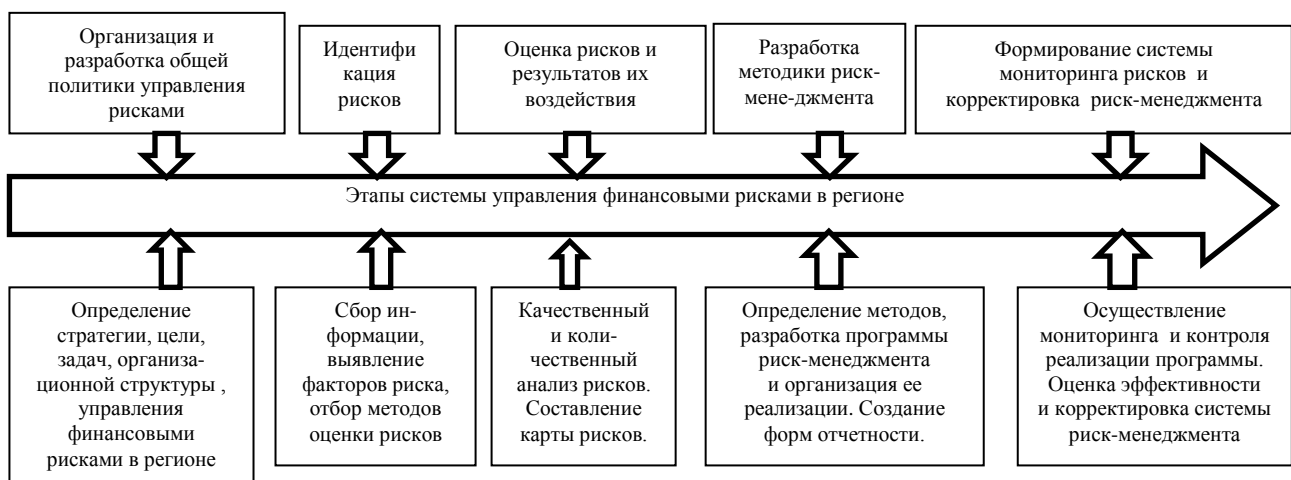 Организация и
разработка общей
политики управления
рисками
Идентифи
кация
рисков
Оценка рисков и
результатов их
воздействия
Разработка
методики риск-
мене-джмента
Формирование системы
мониторинга рисков и
корректировка риск-менеджмента
Этапы системы управления финансовыми рисками в регионе
Определение
стратегии, цели,
задач, организа-
ционной структуры ,
управления
финансовыми
рисками в регионе
Сбор ин-
формации,
выявление
факторов риска,
отбор методов
оценки рисков
Качественный
и коли-
чественный
анализ рисков.
Составление
карты рисков.
Определение методов,
разработка программы
риск-менеджмента
и организация ее
реализации. Создание
форм отчетности.
Осуществление
мониторинга и контроля
реализации программы.
Оценка эффективности
и корректировка системы
риск-менеджмента